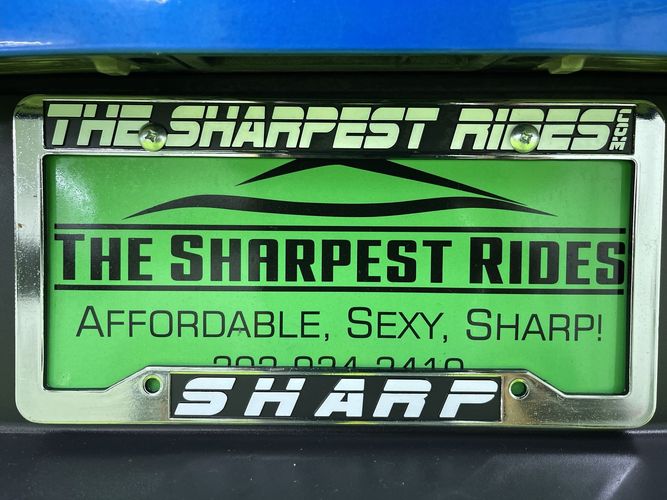 THE SHARPEST RIDES.COM
THE SHARPEST RIDES
AFFORDABLE, SEXY, SHARP!
SHARP